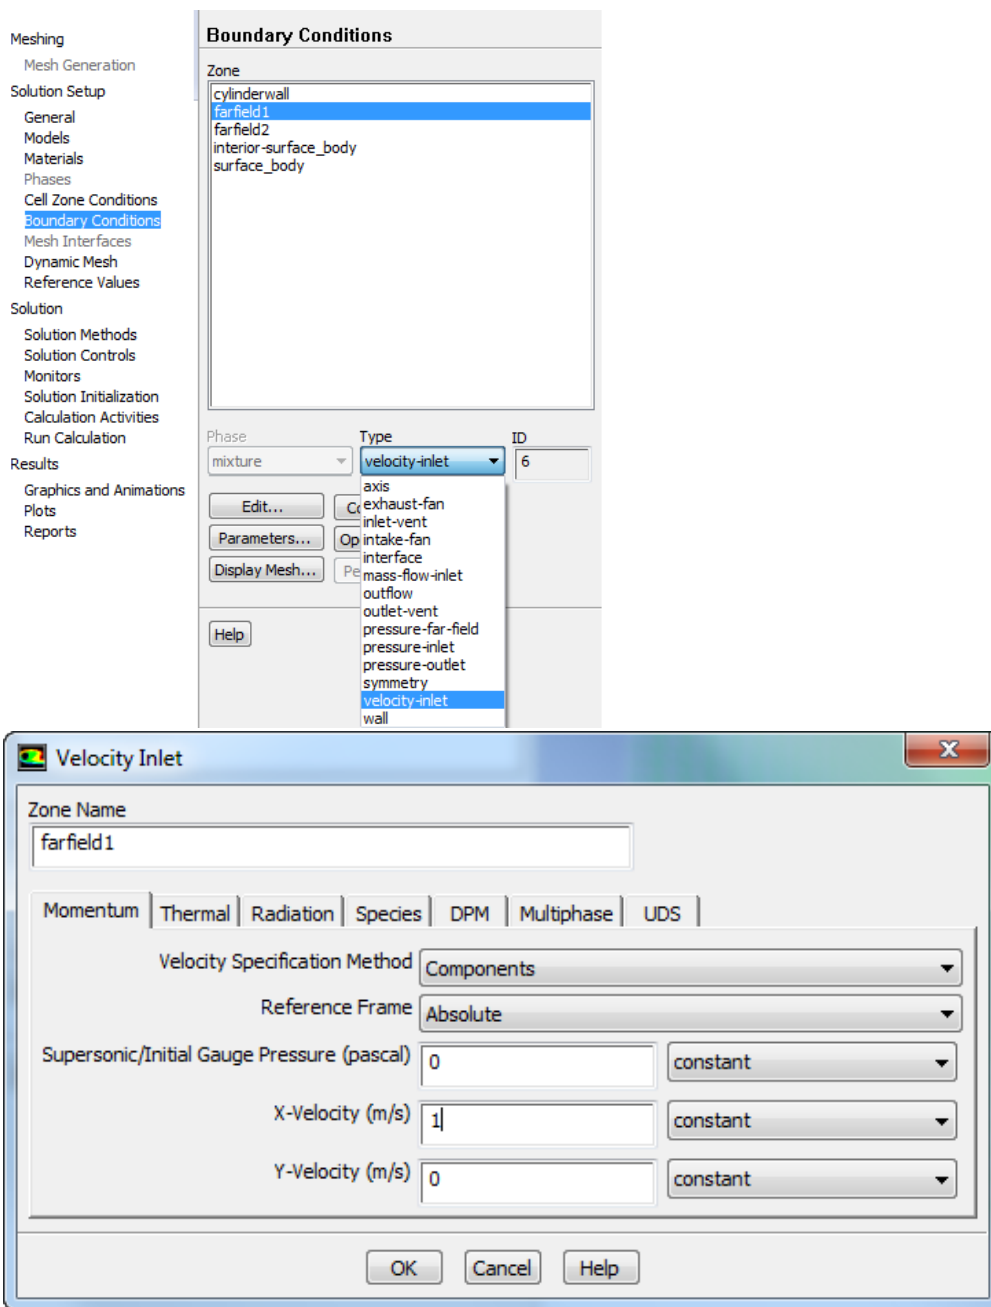 Meshing
Mesh Generation
Solution Setup
General
Models
Materials
Phases
Cell Zone Conditions
Boundary Conditions
Mesh Interfaces
Dynamic Mesh
Reference Values
Solution
Solution Methods
Solution Controls
Monitors
Solution Initialization
Calculation Activities
Run Calculation
Results
Graphics and Animations
Plots
Reports
Boundary Conditions
Zone
cylinderwall
farfield1
farfield2
interior-surface_body
surface_body
Phase Type ID
mixture velocity-inlet 6
Edit...
Parameters...
Display Mesh...
Help
axis
exhaust-fan
inlet-vent
intake-fan
interface
mass-flow-inlet
outflow
outlet-vent
pressure-far-field
pressure-inlet
pressure-outlet
symmetry
velocity-inlet
wall
Velocity Inlet
Zone Name
farfield1
Momentum Thermal Radiation Species DPM Multiphase UDS
Velocity Specification Method Components
Reference Frame Absolute
Supersonic/Initial Gauge Pressure (pascal) 0 constant
X-Velocity (m/s) 1 constant
Y-Velocity (m/s) 0 constant
OK Cancel Help